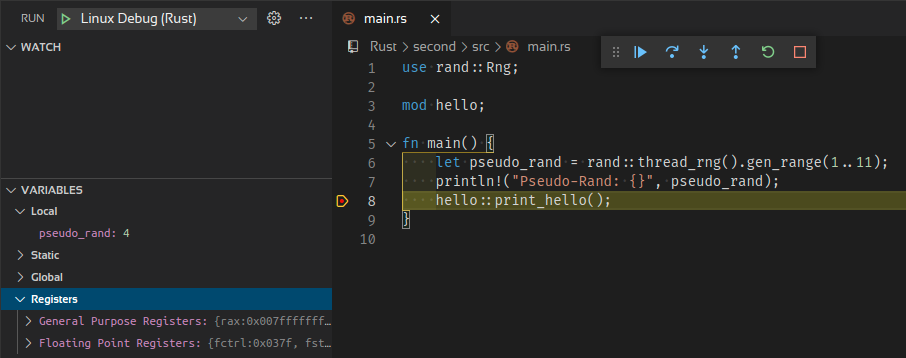 RUN Linux Debug (Rust)
WATCH
VARIABLES
Local
pseudo_rand: 4
Static
Global
Registers
General Purpose Registers: {rax:0x007fffffff…
Floating Point Registers: {fctrl:0x037f, fst…
main.rs
Rust > second > src > main.rs
1 use rand::Rng;
2
3 mod hello;
4
5 fn main() {
6 let pseudo_rand = rand::thread_rng().gen_range(1..11);
7 println!("Pseudo-Rand: {}", pseudo_rand);
8 hello::print_hello();
9 }
10